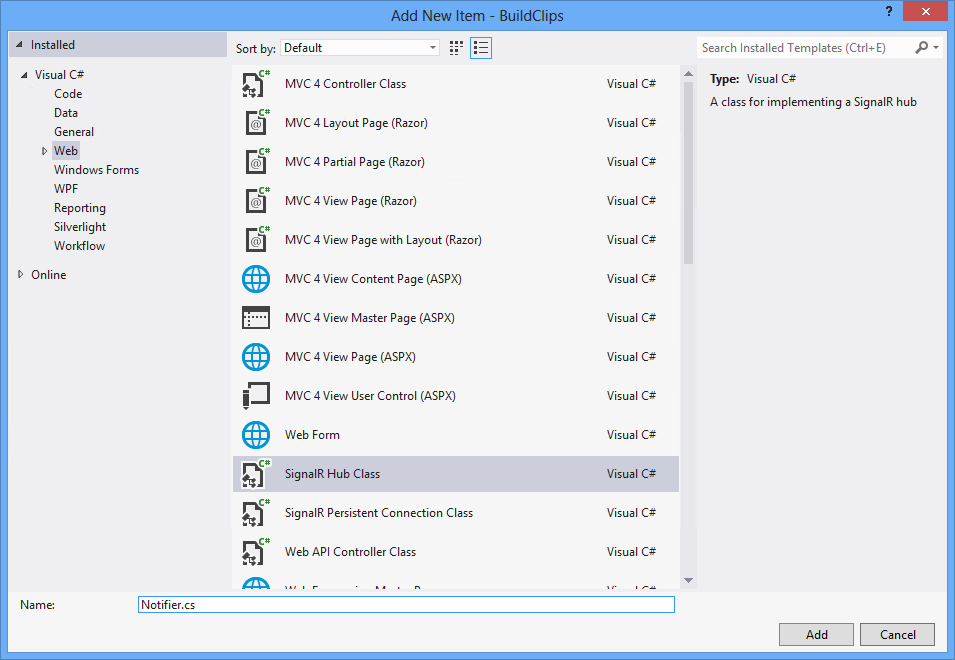 Add New Item - BuildClips
?
Installed
Visual C#
Code
Data
General
Web
Windows Forms
WPF
Reporting
Silverlight
Workflow
Online
Sort by: Default
MVC 4 Controller Class Visual C#
MVC 4 Layout Page (Razor) Visual C#
MVC 4 Partial Page (Razor) Visual C#
MVC 4 View Page (Razor) Visual C#
MVC 4 View Page with Layout (Razor) Visual C#
MVC 4 View Content Page (ASPX) Visual C#
MVC 4 View Master Page (ASPX) Visual C#
MVC 4 View Page (ASPX) Visual C#
MVC 4 View User Control (ASPX) Visual C#
Web Form Visual C#
SignalR Hub Class Visual C#
SignalR Persistent Connection Class Visual C#
Web API Controller Class Visual C#
Search Installed Templates (Ctrl+E)
Type: Visual C#
A class for implementing a SignalR hub
Name: Notifier.cs
Add
Cancel